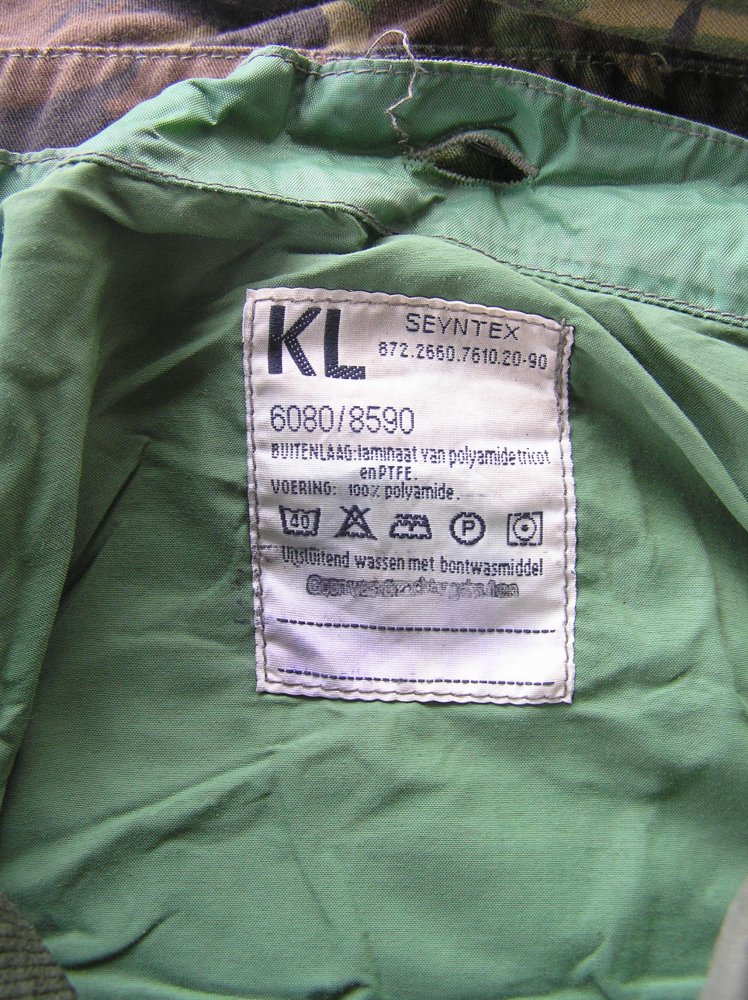 KL
SEYNTEX
872.2660.7610.20-90
6080/8590
BUITENLAAG: laminaat van polyamide tricot
en PTFE.
VOERING: 100% polyamide.
40 P
Uitsluitend wassen met bontwasmiddel